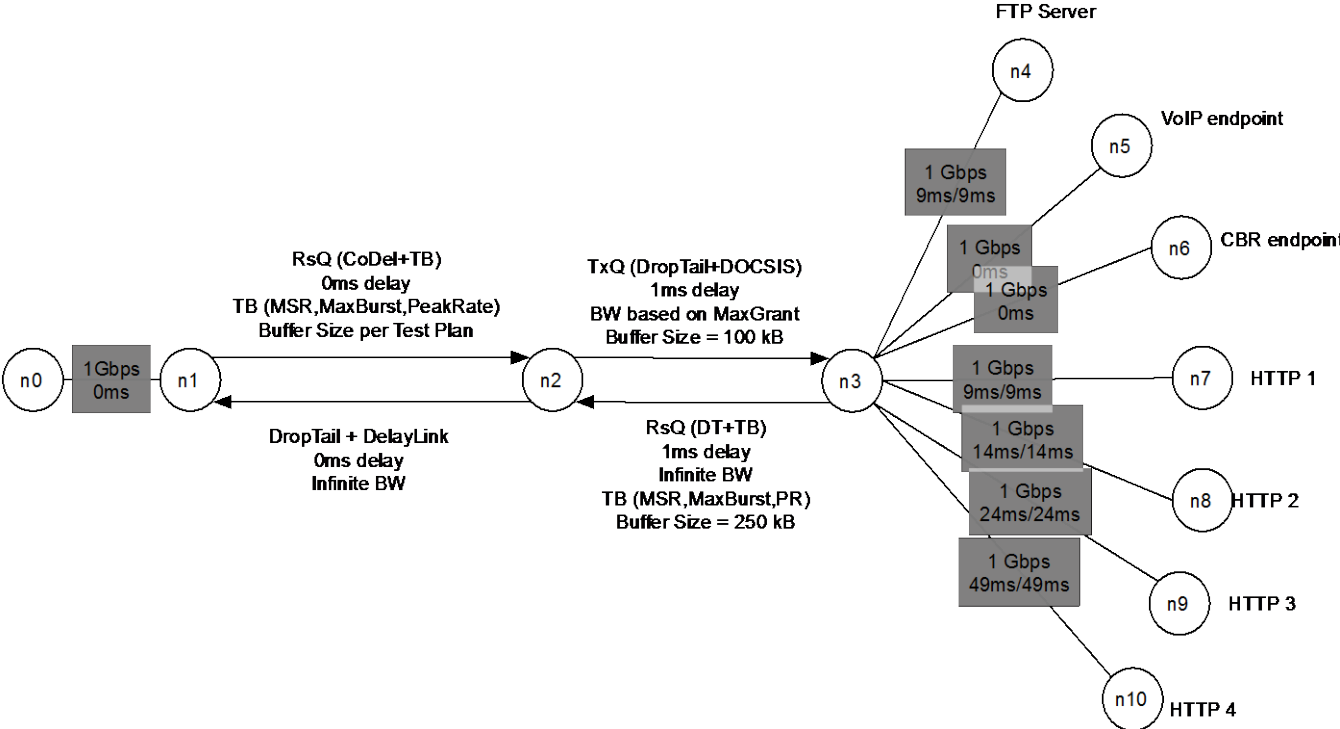 FTP Server
n4
VoIP endpoint
n5
1 Gbps
9ms/9ms
CBR endpoint
n6
1 Gbps
0ms
1 Gbps
0ms
RsQ (CoDel+TB)
0ms delay
TB (MSR,MaxBurst,PeakRate)
Buffer Size per Test Plan
TxQ (DropTail+DOCSIS)
1ms delay
BW based on MaxGrant
Buffer Size = 100 kB
n0
1Gbps
0ms
n1
n2
n3
1 Gbps
9ms/9ms
n7
HTTP 1
DropTail + DelayLink
0ms delay
Infinite BW
RsQ (DT+TB)
1ms delay
Infinite BW
TB (MSR,MaxBurst,PR)
Buffer Size = 250 kB
1 Gbps
14ms/14ms
n8
HTTP 2
1 Gbps
24ms/24ms
n9
HTTP 3
1 Gbps
49ms/49ms
n10
HTTP 4